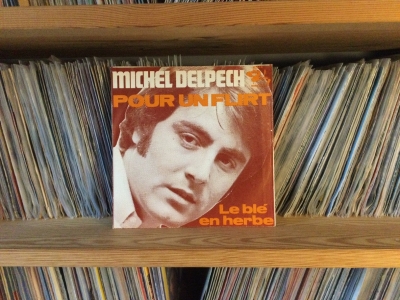 MICHEL DELPECH
POUR UN FLIRT
Le blé
en herbe